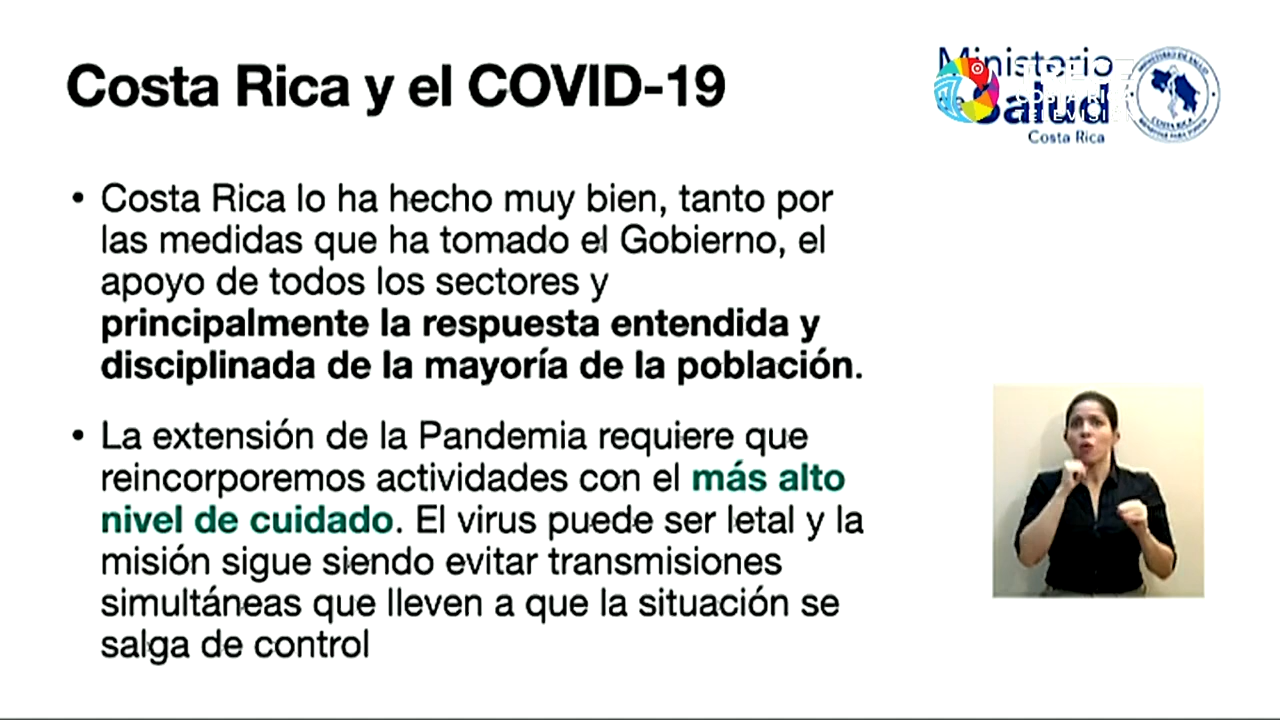 Costa Rica y el COVID-19
Ministerio
de Salud
Costa Rica
• Costa Rica lo ha hecho muy bien, tanto por
las medidas que ha tomado el Gobierno, el
apoyo de todos los sectores y
principalmente la respuesta entendida y
disciplinada de la mayoría de la población.
• La extensión de la Pandemia requiere que
reincorporemos actividades con el más alto
nivel de cuidado. El virus puede ser letal y la
misión sigue siendo evitar transmisiones
simultáneas que lleven a que la situación se
salga de control